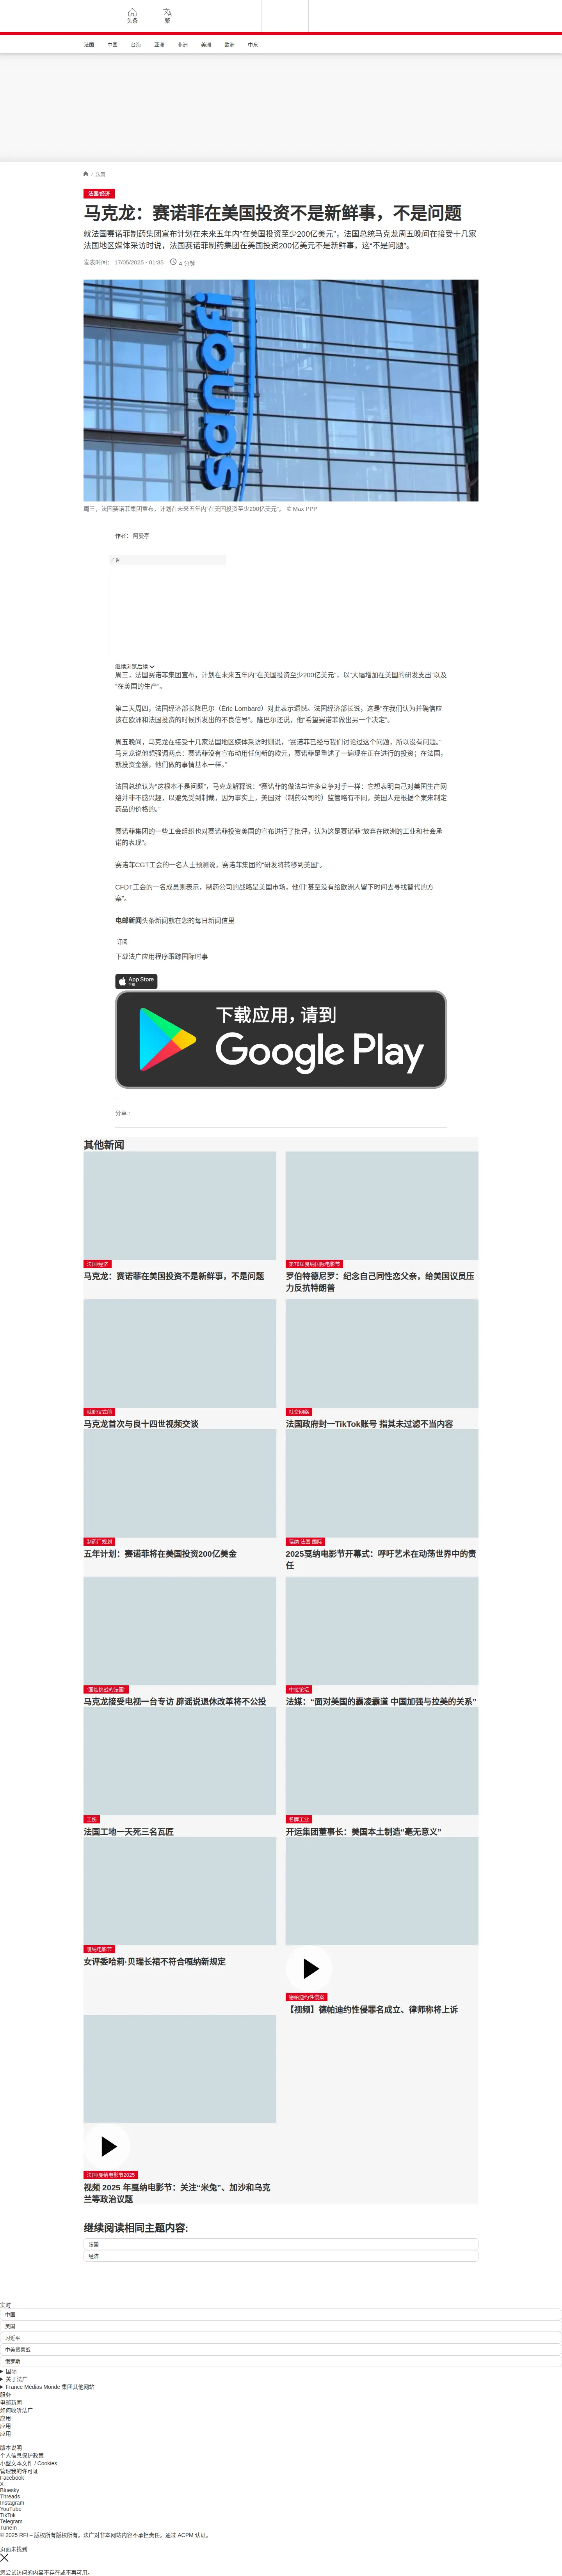 头条
繁
法国
中国
台海
亚洲
非洲
美洲
欧洲
中东
/ 法国
法国/经济
马克龙：赛诺菲在美国投资不是新鲜事，不是问题
就法国赛诺菲制药集团宣布计划在未来五年内“在美国投资至少200亿美元”，法国总统马克龙周五晚间在接受十几家
法国地区媒体采访时说，法国赛诺菲制药集团在美国投资200亿美元不是新鲜事，这“不是问题”。
发表时间： 17/05/2025 - 01:35 4 分钟
sanofi
周三，法国赛诺菲集团宣布，计划在未来五年内“在美国投资至少200亿美元”。 © Max PPP
作者： 阿曼亭
广告
继续浏览后续
周三，法国赛诺菲集团宣布，计划在未来五年内“在美国投资至少200亿美元”，以“大幅增加在美国的研发支出”以及
“在美国的生产”。
第二天周四，法国经济部长隆巴尔（Éric Lombard）对此表示遗憾。法国经济部长说，这是“在我们认为并确信应
该在欧洲和法国投资的时候所发出的不良信号”。隆巴尔还说，他“希望赛诺菲做出另一个决定”。
周五晚间，马克龙在接受十几家法国地区媒体采访时则说，“赛诺菲已经与我们讨论过这个问题，所以没有问题。”
马克龙说他想强调两点：赛诺菲没有宣布动用任何新的欧元，赛诺菲是重述了一遍现在正在进行的投资；在法国，
就投资金额，他们做的事情基本一样。”
法国总统认为“这根本不是问题”，马克龙解释说：“赛诺菲的做法与许多竞争对手一样：它想表明自己对美国生产网
络并非不感兴趣，以避免受到制裁，因为事实上，美国对（制药公司的）监管略有不同，美国人是根据个案来制定
药品的价格的。”
赛诺菲集团的一些工会组织也对赛诺菲投资美国的宣布进行了批评，认为这是赛诺菲“放弃在欧洲的工业和社会承
诺的表现”。
赛诺菲CGT工会的一名人士预测说，赛诺菲集团的“研发将转移到美国”。
CFDT工会的一名成员则表示，制药公司的战略是美国市场，他们“甚至没有给欧洲人留下时间去寻找替代的方
案”。
电邮新闻头条新闻就在您的每日新闻信里
订阅
下载法广应用程序跟踪国际时事
App Store
下载
下载应用，请到
Google Play
分享 :
其他新闻
法国/经济
马克龙：赛诺菲在美国投资不是新鲜事，不是问题
第78届戛纳国际电影节
罗伯特德尼罗：纪念自己同性恋父亲，给美国议员压
力反抗特朗普
就职仪式前
马克龙首次与良十四世视频交谈
社交网络
法国政府封一TikTok账号 指其未过滤不当内容
制药厂规划
五年计划：赛诺菲将在美国投资200亿美金
戛纳 法国 国际
2025戛纳电影节开幕式：呼吁艺术在动荡世界中的责
任
“面临挑战的法国”
马克龙接受电视一台专访 辟谣说退休改革将不公投
中拉论坛
法媒：“面对美国的霸凌霸道 中国加强与拉美的关系”
工伤
法国工地一天死三名瓦匠
名牌工业
开运集团董事长：美国本土制造“毫无意义”
嘎纳电影节
女评委哈莉·贝瑞长裙不符合嘎纳新规定
德帕迪约性侵案
【视频】德帕迪约性侵罪名成立、律师称将上诉
法国/戛纳电影节2025
视频 2025 年戛纳电影节：关注“米兔”、加沙和乌克
兰等政治议题
继续阅读相同主题内容:
法国
经济
实时
中国
美国
习近平
中美贸易战
俄罗斯
国际
关于法广
France Médias Monde 集团其他网站
服务
电邮新闻
如何收听法广
应用
应用
应用
版本说明
个人信息保护政策
小型文本文件 / Cookies
管理我的许可证
Facebook
X
Bluesky
Threads
Instagram
YouTube
TikTok
Telegram
TuneIn
© 2025 RFI – 版权所有版权所有。法广对非本网站内容不承担责任。通过 ACPM 认证。
页面未找到
您尝试访问的内容不存在或不再可用。